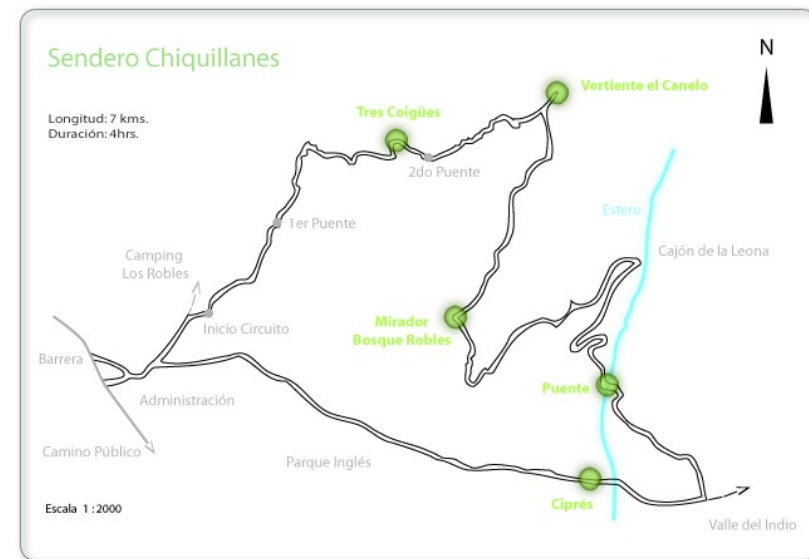 Sendero Chiquillanes
N
Longitud: 7 kms.
Duración: 4hrs.
Tres Coigües
Vertiente el Canelo
2do Puente
1er Puente
Estero
Cajón de la Leona
Camping
Los Robles
Inicio Circuito
Mirador
Bosque Robles
Barrera
Administración
Puente
Camino Público
Parque Inglés
Ciprés
Escala 1 : 2000
Valle del Indio